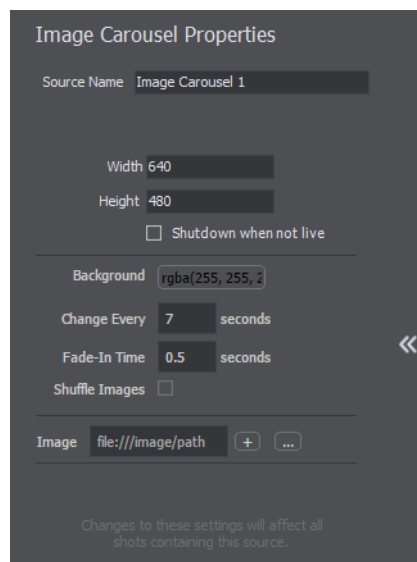 Image Carousel Properties
Source Name Image Carousel 1
Width 640
Height 480
Shutdown when not live
Background rgba(255, 255, 2
Change Every 7 seconds
Fade-In Time 0.5 seconds
Shuffle Images
Image file:///image/path + ...
Changes to these settings will affect all
shots containing this source.